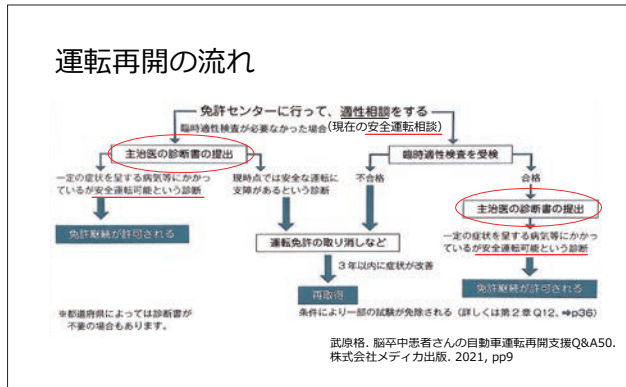 運転再開の流れ
免許センターに行って、適性相談をする
臨時適性検査が必要なかった場合(現在の安全運転相談)
主治医の診断書の提出
臨時適性検査を受検
一定の症状を呈する病気等にかかっているが安全運転可能という診断
現時点では安全な運転に支障があるという診断
不合格
合格
主治医の診断書の提出
免許継続が許可される
運転免許の取り消しなど
一定の症状を呈する病気等にかかっているが安全運転可能という診断
3年以内に症状が改善
再取得
免許継続が許可される
条件により一部の試験が免除される(詳しくは第2章Q12、➡p36)
※都道府県によっては診断書が
不要の場合もあります。
武原格. 脳卒中患者さんの自動車運転再開支援Q&A50.
株式会社メディカ出版. 2021, pp9